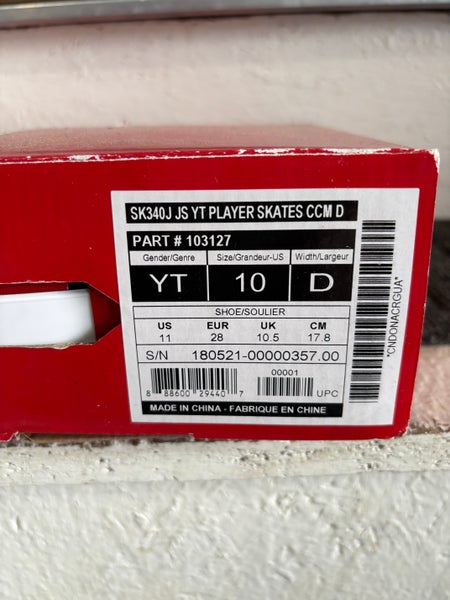 SK340J JS YT PLAYER SKATES CCM D
PART # 103127
Gender/Genre Size/Grandeur-US Width/Largeur
YT 10 D
SHOE/SOULIER
US EUR UK CM
11 28 10.5 17.8
S/N 180521-00000357.00
00001
8 88600 29440 7 UPC
MADE IN CHINA - FABRIQUE EN CHINE
*CNDONACRGUA*